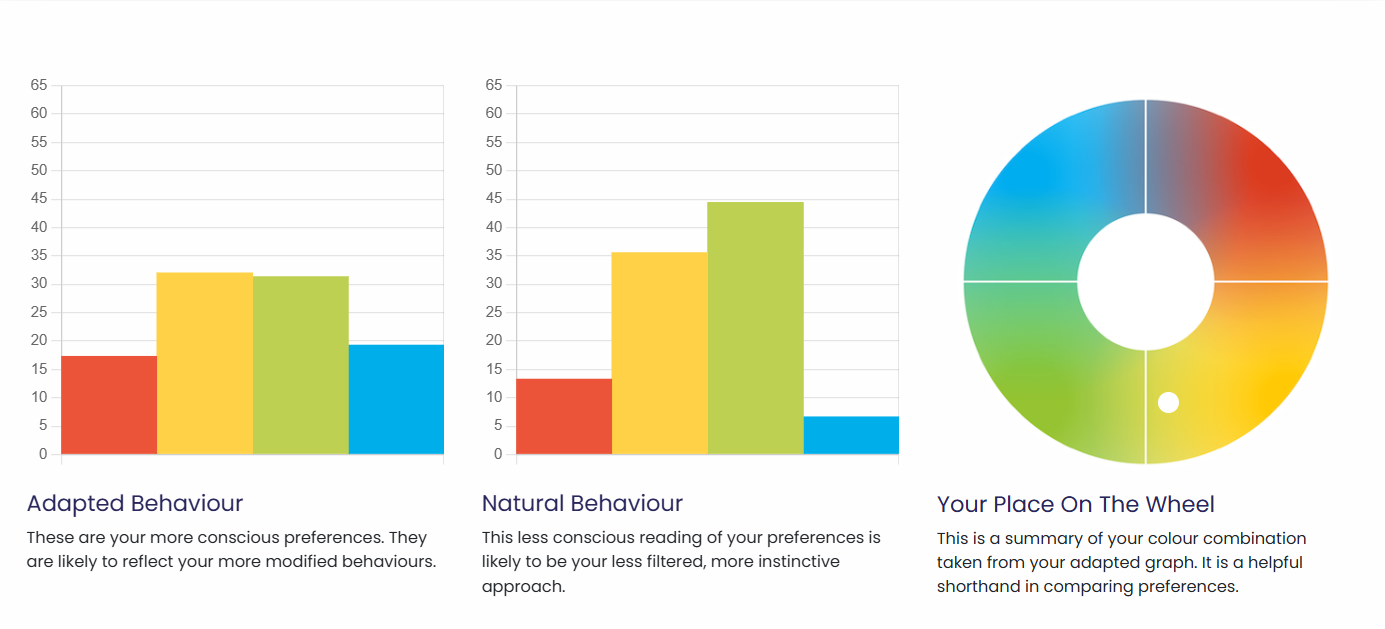 65
60
55
50
45
40
35
30
25
20
15
10
5
0
Adapted Behaviour
These are your more conscious preferences. They
are likely to reflect your more modified behaviours.
65
60
55
50
45
40
35
30
25
20
15
10
5
0
Natural Behaviour
This less conscious reading of your preferences is
likely to be your less filtered, more instinctive
approach.
Your Place On The Wheel
This is a summary of your colour combination
taken from your adapted graph. It is a helpful
shorthand in comparing preferences.